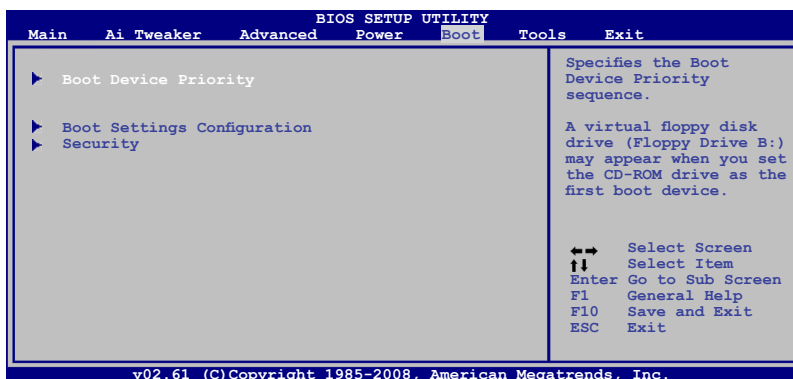 BIOS SETUP UTILITY
Main Ai Tweaker Advanced Power Boot Tools Exit
Boot Device Priority
Boot Settings Configuration
Security
Specifies the Boot
Device Priority
sequence.
A virtual floppy disk
drive (Floppy Drive B:)
may appear when you set
the CD-ROM drive as the
first boot device.
←→ Select Screen
↑↓ Select Item
Enter Go to Sub Screen
F1 General Help
F10 Save and Exit
ESC Exit
v02.61 (C)Copyright 1985-2008, American Megatrends, Inc.